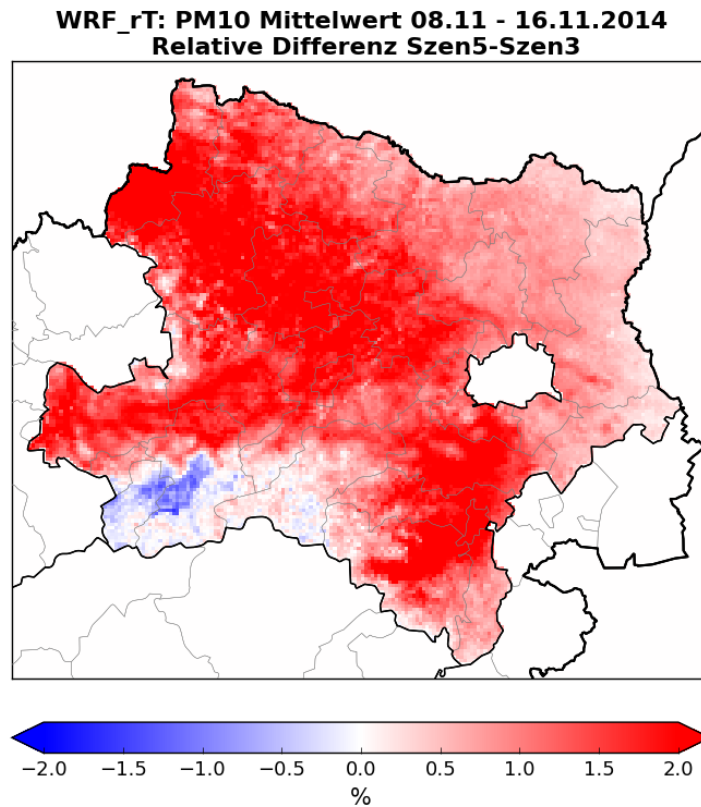 WRF_rT: PM10 Mittelwert 08.11 - 16.11.2014
Relative Differenz Szen5-Szen3
−2.0 −1.5 −1.0 −0.5 0.0 0.5 1.0 1.5 2.0
%